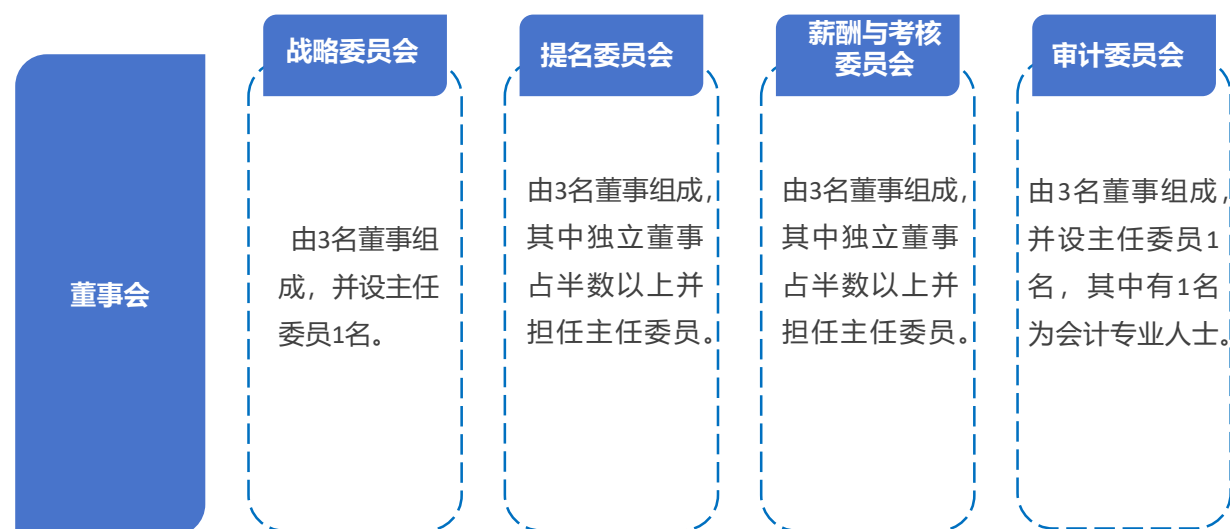 董事会
战略委员会
由3名董事组
成，并设主任
委员1名。
提名委员会
由3名董事组成，
其中独立董事
占半数以上并
担任主任委员。
薪酬与考核
委员会
由3名董事组成，
其中独立董事
占半数以上并
担任主任委员。
审计委员会
由3名董事组成，
并设主任委员1
名，其中有1名
为会计专业人士。